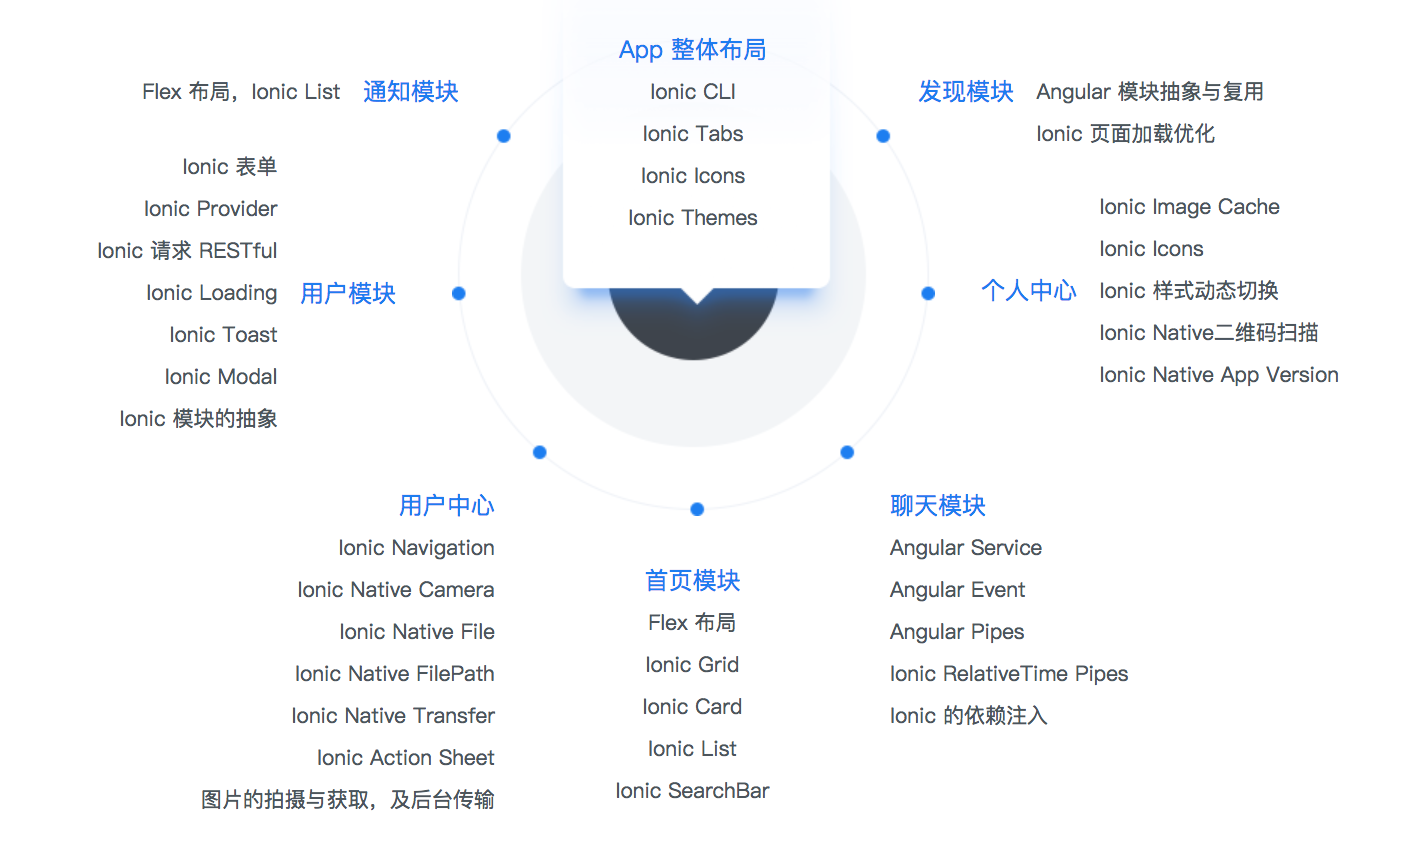 App 整体布局
Ionic CLI
Ionic Tabs
Ionic Icons
Ionic Themes
Flex 布局，Ionic List
通知模块
发现模块
Angular 模块抽象与复用
Ionic 页面加载优化
Ionic 表单
Ionic Provider
Ionic 请求 RESTful
Ionic Loading
Ionic Toast
Ionic Modal
Ionic 模块的抽象
用户模块
个人中心
Ionic Image Cache
Ionic Icons
Ionic 样式动态切换
Ionic Native二维码扫描
Ionic Native App Version
用户中心
Ionic Navigation
Ionic Native Camera
Ionic Native File
Ionic Native FilePath
Ionic Native Transfer
Ionic Action Sheet
图片的拍摄与获取，及后台传输
首页模块
Flex 布局
Ionic Grid
Ionic Card
Ionic List
Ionic SearchBar
聊天模块
Angular Service
Angular Event
Angular Pipes
Ionic RelativeTime Pipes
Ionic 的依赖注入